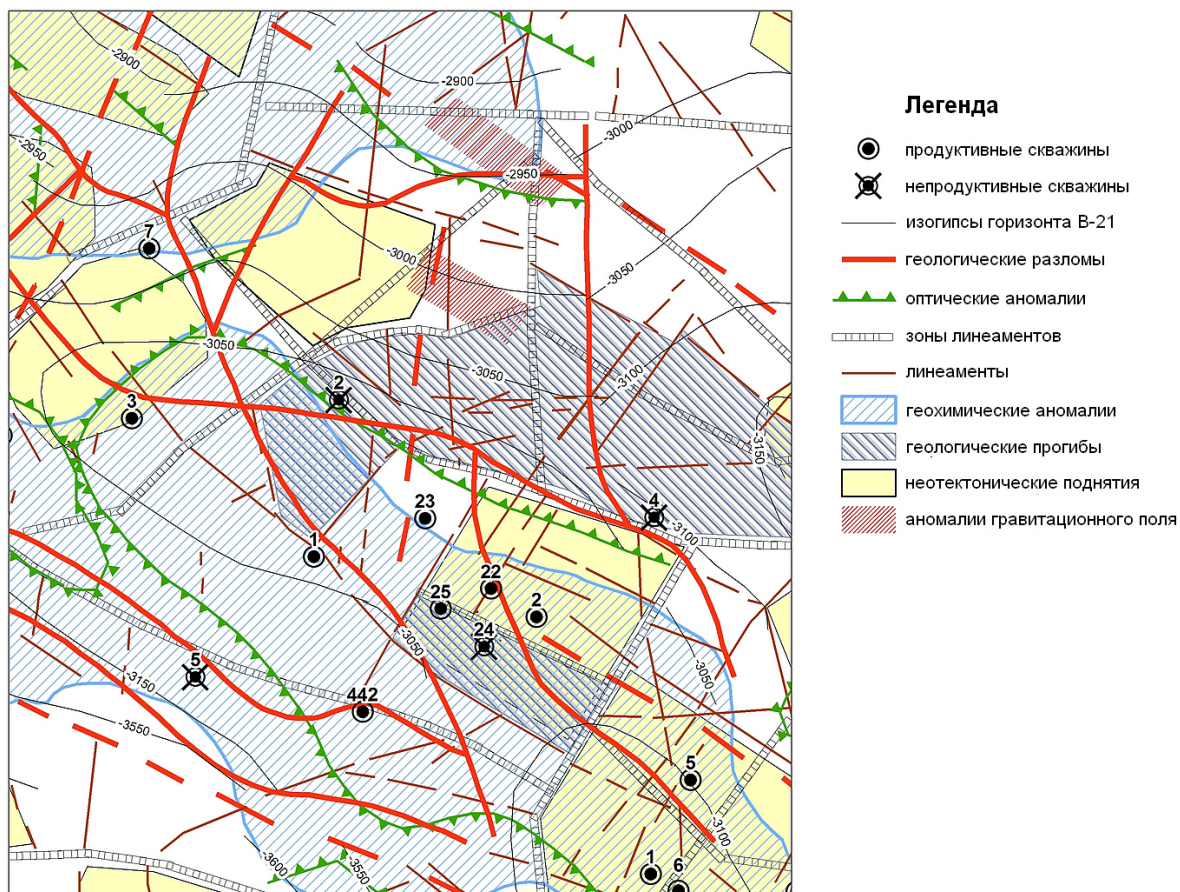 -2900
-2900
-3000
-2950
-2950
7
-3000
-3050
-3050
-3050
-3100
2
3
-3150
23
4
-3100
1
22
25
2
24
-3050
5
-3150
-3050
442
-3550
5
-3100
-3600
-3550
1
6
Легенда
продуктивные скважины
непродуктивные скважины
изогипсы горизонта В-21
геологические разломы
оптические аномалии
зоны линеаментов
линеаменты
геохимические аномалии
геологические прогибы
неотектонические поднятия
аномалии гравитационного поля